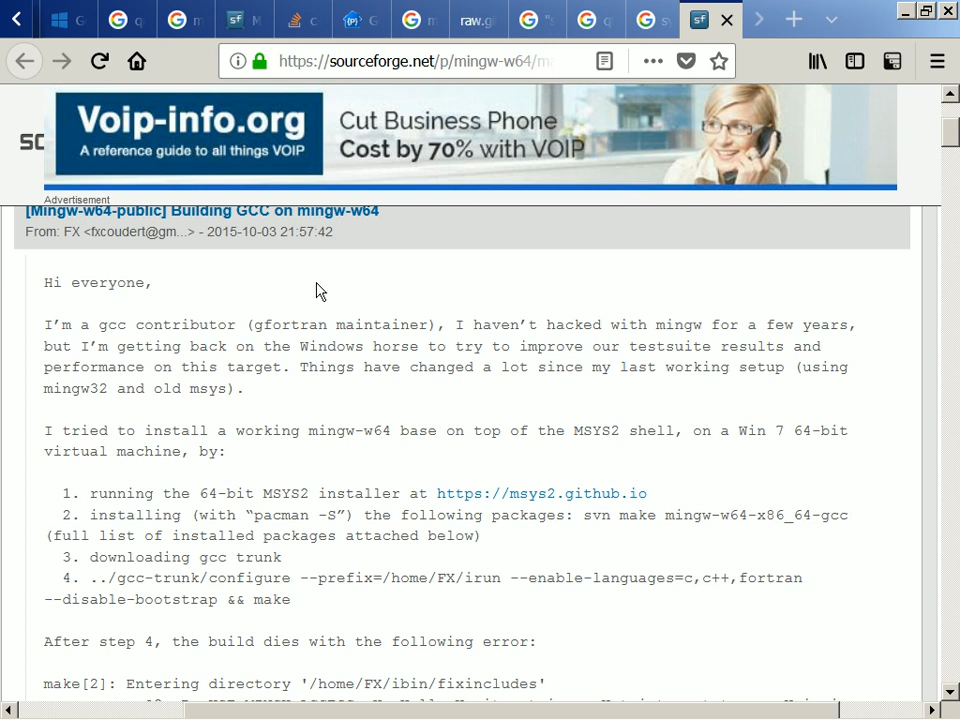 G
q
m
M
c
G
m
raw.g
G
"s
q
s
https://sourceforge.net/p/mingw-w64/m
Voip-info.org
A reference guide to all things VOIP
Cut Business Phone
Cost by 70% with VOIP
SC
Advertisement
[Mingw-w64-public] Building GCC on mingw-w64
From: FX <fxcoudert@gm...> - 2015-10-03 21:57:42
Hi everyone,
I’m a gcc contributor (gfortran maintainer), I haven’t hacked with mingw for a few years,
but I’m getting back on the Windows horse to try to improve our testsuite results and
performance on this target. Things have changed a lot since my last working setup (using
mingw32 and old msys).
I tried to install a working mingw-w64 base on top of the MSYS2 shell, on a Win 7 64-bit
virtual machine, by:
1. running the 64-bit MSYS2 installer at https://msys2.github.io
2. installing (with “pacman -S”) the following packages: svn make mingw-w64-x86_64-gcc
(full list of installed packages attached below)
3. downloading gcc trunk
4. ../gcc-trunk/configure --prefix=/home/FX/irun --enable-languages=c,c++,fortran
--disable-bootstrap && make
After step 4, the build dies with the following error:
make[2]: Entering directory '/home/FX/ibin/fixincludes'